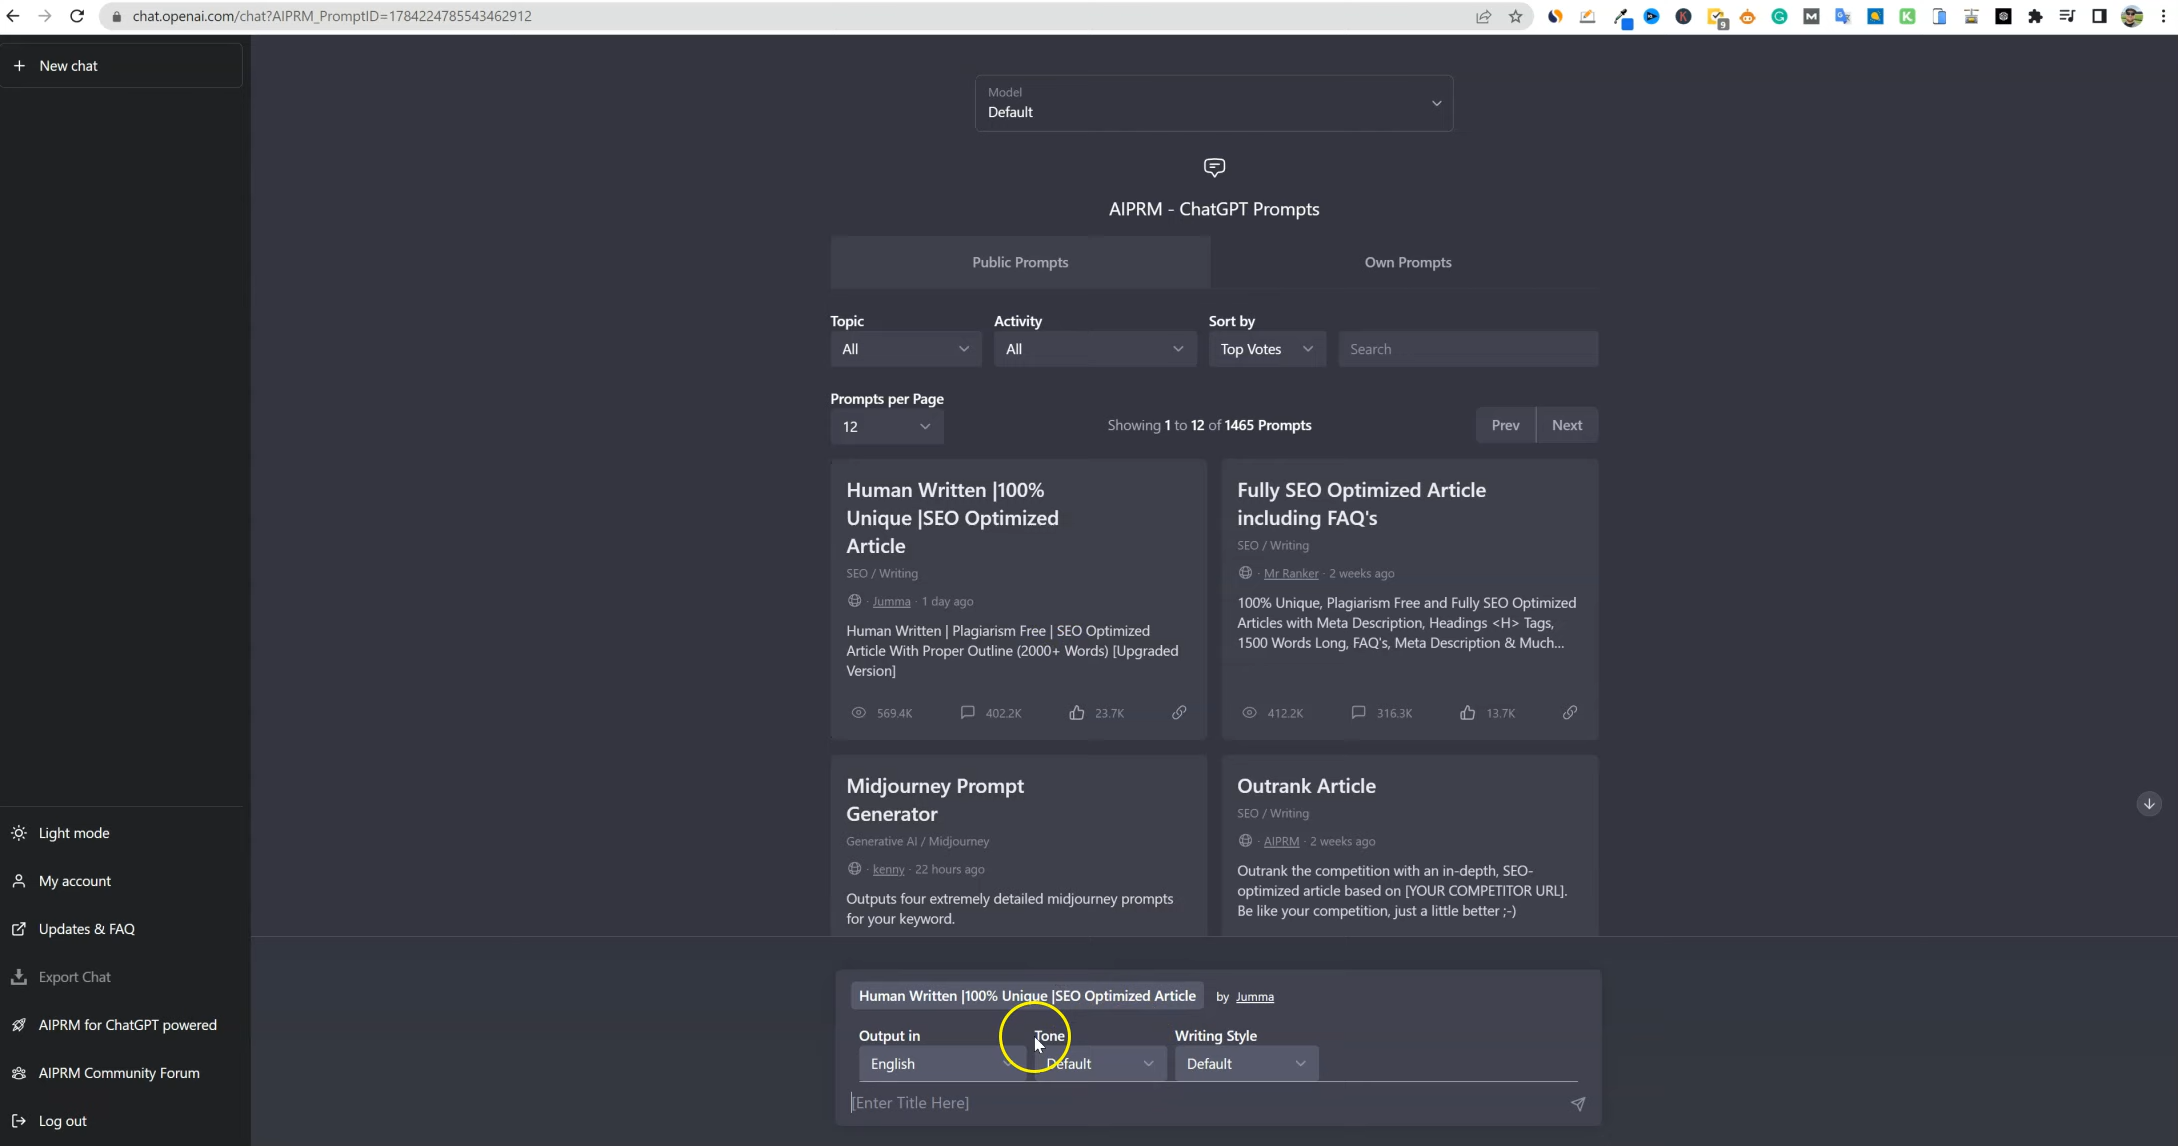 chat.openai.com/chat?AIPRM_PromptID=1784224785543462912
9
New chat
Model
Default
AIPRM - ChatGPT Prompts
Public Prompts
Own Prompts
Topic
Activity
Sort by
All
All
Top Votes
Search
Prompts per Page
12
Showing 1 to 12 of 1465 Prompts
Prev
Next
Human Written |100%
Unique |SEO Optimized
Article
SEO / Writing
· Jumma · 1 day ago
Human Written | Plagiarism Free | SEO Optimized
Article With Proper Outline (2000+ Words) [Upgraded
Version]
569.4K
402.2K
23.7K
Fully SEO Optimized Article
including FAQ's
SEO / Writing
· Mr Ranker · 2 weeks ago
100% Unique, Plagiarism Free and Fully SEO Optimized
Articles with Meta Description, Headings <H> Tags,
1500 Words Long, FAQ's, Meta Description & Much...
412.2K
316.3K
13.7K
Midjourney Prompt
Generator
Generative AI / Midjourney
· kenny · 22 hours ago
Outputs four extremely detailed midjourney prompts
for your keyword.
Outrank Article
SEO / Writing
· AIPRM · 2 weeks ago
Outrank the competition with an in-depth, SEO-
optimized article based on [YOUR COMPETITOR URL].
Be like your competition, just a little better ;-)
Light mode
My account
Updates & FAQ
Export Chat
AIPRM for ChatGPT powered
AIPRM Community Forum
Log out
Human Written |100% Unique |SEO Optimized Article by Jumma
Output in
Tone
Writing Style
English
Default
Default
[Enter Title Here]